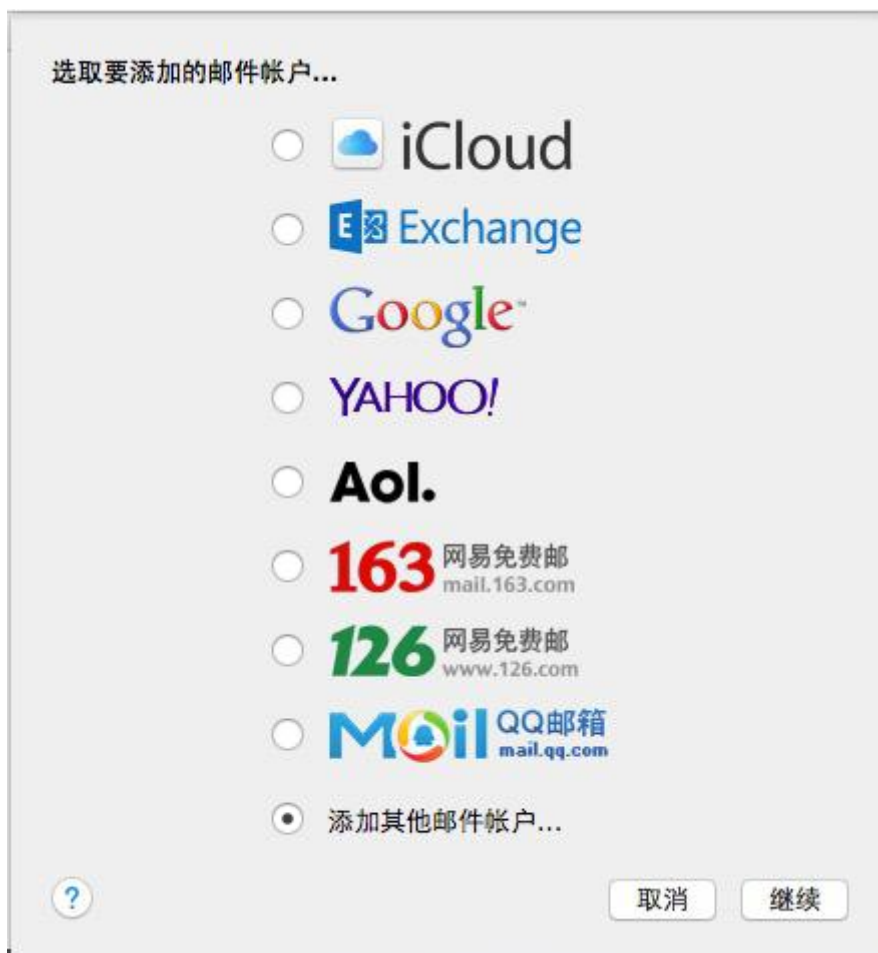 选取要添加的邮件帐户...
iCloud
E Exchange
Google™
YAHOO!
Aol.
163 网易免费邮
mail.163.com
126 网易免费邮
www.126.com
Mail QQ邮箱
mail.qq.com
添加其他邮件帐户...
? 取消 继续